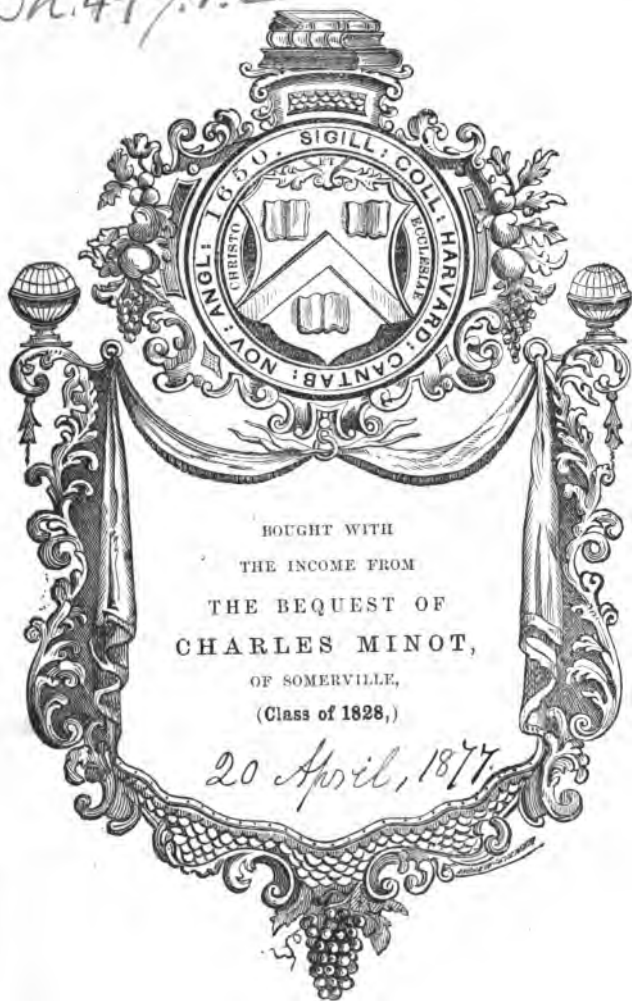 SIGILL: COLL: HARVARD: CANTAB: NOV: ANGL: 1650.
CHRISTO
ET
ECCLESIAE
BOUGHT WITH
THE INCOME FROM
THE BEQUEST OF
CHARLES MINOT,
OF SOMERVILLE,
(Class of 1828,)
20 April, 1877.